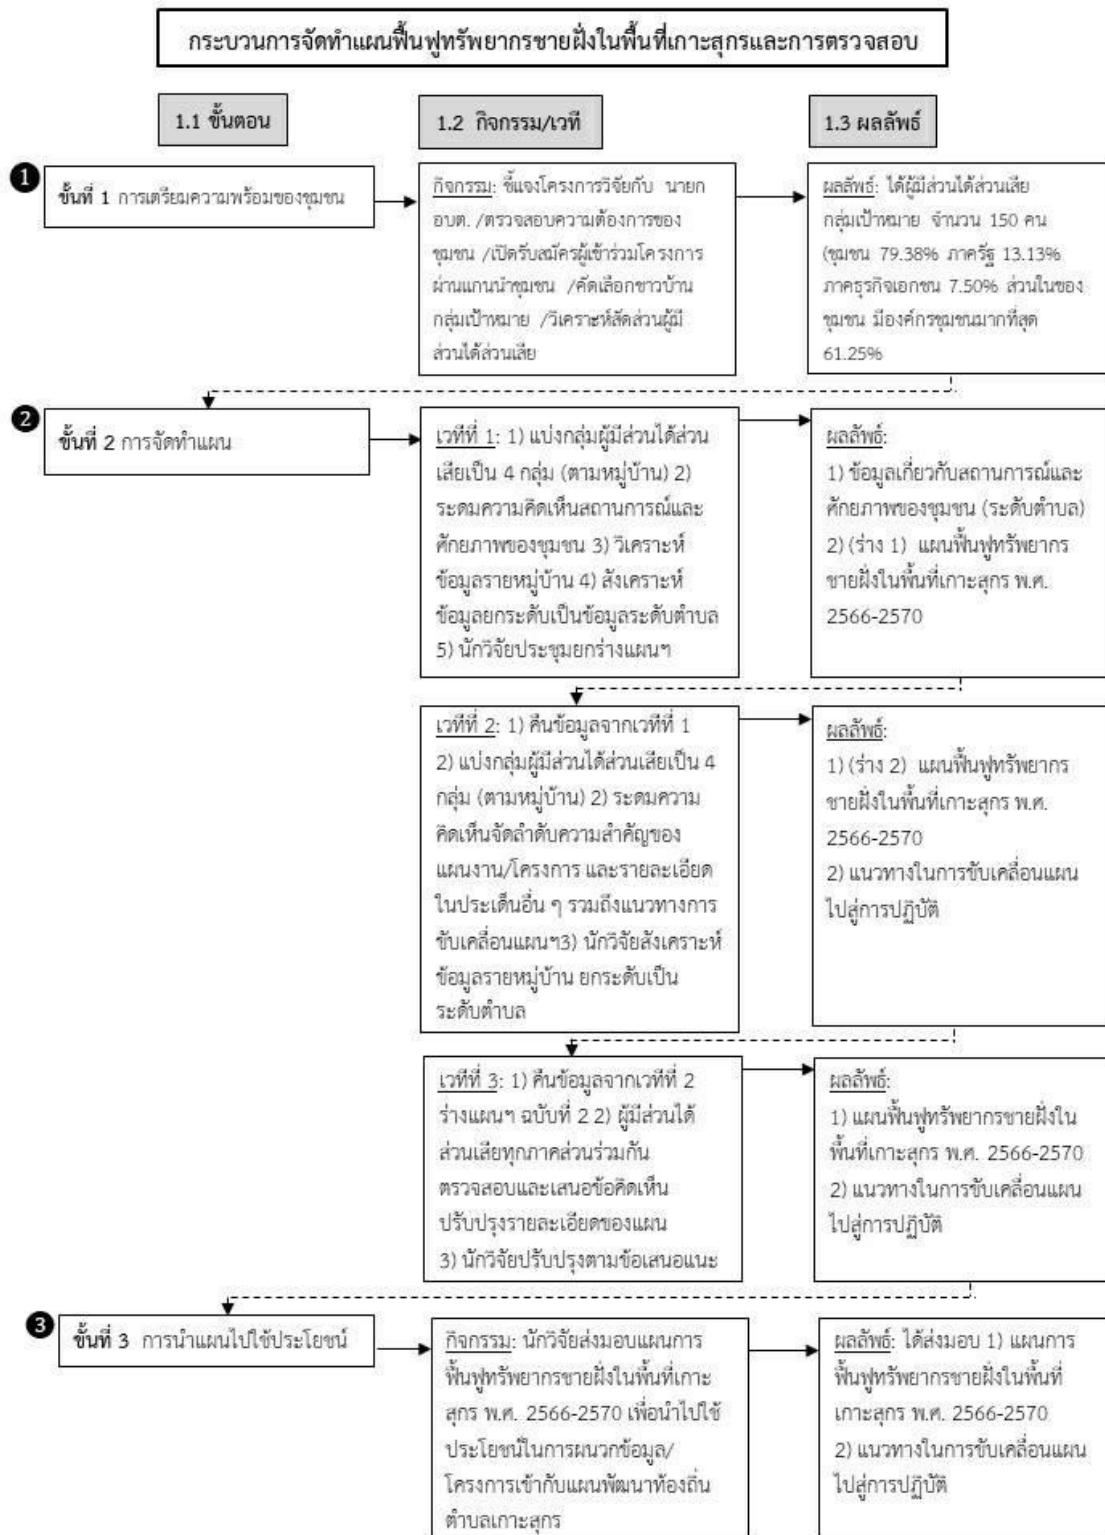 กระบวนการจัดทำแผนฟื้นฟูทรัพยากรชายฝั่งในพื้นที่เกาะสุกรและการตรวจสอบ
1.1 ขั้นตอน
1.2 กิจกรรม/เวที
1.3 ผลลัพธ์
1
ขั้นที่ 1 การเตรียมความพร้อมของชุมชน
กิจกรรม: ชี้แจงโครงการวิจัยกับ นายก
อบต. /ตรวจสอบความต้องการของ
ชุมชน /เปิดรับสมัครผู้เข้าร่วมโครงการ
ผ่านแกนนำชุมชน /คัดเลือกชาวบ้าน
กลุ่มเป้าหมาย /วิเคราะห์สัดส่วนผู้มี
ส่วนได้ส่วนเสีย
ผลลัพธ์: ได้ผู้มีส่วนได้ส่วนเสีย
กลุ่มเป้าหมาย จำนวน 150 คน
(ชุมชน 79.38% ภาครัฐ 13.13%
ภาคธุรกิจเอกชน 7.50% ส่วนในของ
ชุมชน มีองค์กรชุมชนมากที่สุด
61.25%
2
ขั้นที่ 2 การจัดทำแผน
เวทีที่ 1: 1) แบ่งกลุ่มผู้มีส่วนได้ส่วน
เสียเป็น 4 กลุ่ม (ตามหมู่บ้าน) 2)
ระดมความคิดเห็นสถานการณ์และ
ศักยภาพของชุมชน 3) วิเคราะห์
ข้อมูลรายหมู่บ้าน 4) สังเคราะห์
ข้อมูลยกระดับเป็นข้อมูลระดับตำบล
5) นักวิจัยประชุมยกร่างแผนฯ
ผลลัพธ์:
1) ข้อมูลเกี่ยวกับสถานการณ์และ
ศักยภาพของชุมชน (ระดับตำบล)
2) (ร่าง 1) แผนฟื้นฟูทรัพยากร
ชายฝั่งในพื้นที่เกาะสุกร พ.ศ.
2566-2570
เวทีที่ 2: 1) คืนข้อมูลจากเวทีที่ 1
2) แบ่งกลุ่มผู้มีส่วนได้ส่วนเสียเป็น 4
กลุ่ม (ตามหมู่บ้าน) 2) ระดมความ
คิดเห็นจัดลำดับความสำคัญของ
แผนงาน/โครงการ และรายละเอียด
ในประเด็นอื่น ๆ รวมถึงแนวทางการ
ขับเคลื่อนแผนฯ3) นักวิจัยสังเคราะห์
ข้อมูลรายหมู่บ้าน ยกระดับเป็น
ระดับตำบล
ผลลัพธ์:
1) (ร่าง 2) แผนฟื้นฟูทรัพยากร
ชายฝั่งในพื้นที่เกาะสุกร พ.ศ.
2566-2570
2) แนวทางในการขับเคลื่อนแผน
ไปสู่การปฏิบัติ
เวทีที่ 3: 1) คืนข้อมูลจากเวทีที่ 2
ร่างแผนฯ ฉบับที่ 2 2) ผู้มีส่วนได้
ส่วนเสียทุกภาคส่วนร่วมกัน
ตรวจสอบและเสนอข้อคิดเห็น
ปรับปรุงรายละเอียดของแผน
3) นักวิจัยปรับปรุงตามข้อเสนอแนะ
ผลลัพธ์:
1) แผนฟื้นฟูทรัพยากรชายฝั่งใน
พื้นที่เกาะสุกร พ.ศ. 2566-2570
2) แนวทางในการขับเคลื่อนแผน
ไปสู่การปฏิบัติ
3
ขั้นที่ 3 การนำแผนไปใช้ประโยชน์
กิจกรรม: นักวิจัยส่งมอบแผนการ
ฟื้นฟูทรัพยากรชายฝั่งในพื้นที่เกาะ
สุกร พ.ศ. 2566-2570 เพื่อนำไปใช้
ประโยชน์ในการผนวกข้อมูล/
โครงการเข้ากับแผนพัฒนาท้องถิ่น
ตำบลเกาะสุกร
ผลลัพธ์: ได้ส่งมอบ 1) แผนการ
ฟื้นฟูทรัพยากรชายฝั่งในพื้นที่
เกาะสุกร พ.ศ. 2566-2570
2) แนวทางในการขับเคลื่อนแผน
ไปสู่การปฏิบัติ